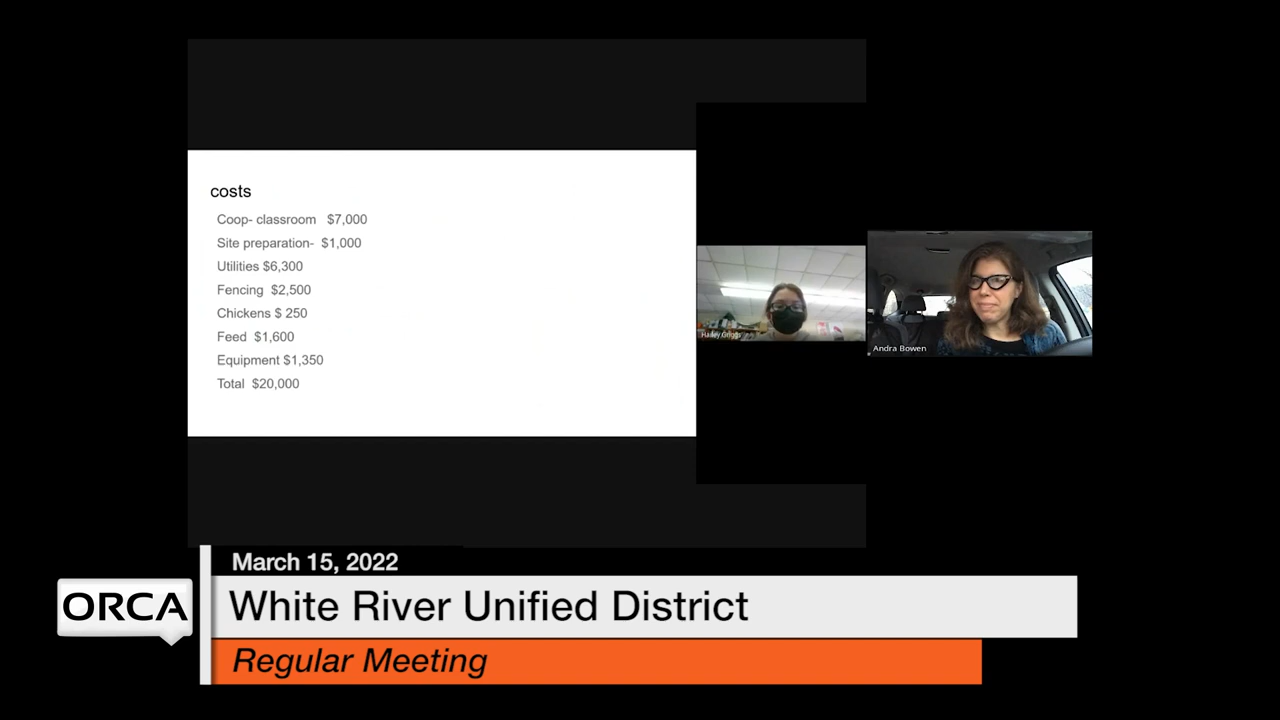 costs
Coop- classroom $7,000
Site preparation- $1,000
Utilities $6,300
Fencing $2,500
Chickens $ 250
Feed $1,600
Equipment $1,350
Total $20,000
Hailey Griggs
Andra Bowen
March 15, 2022
ORCA
White River Unified District
Regular Meeting